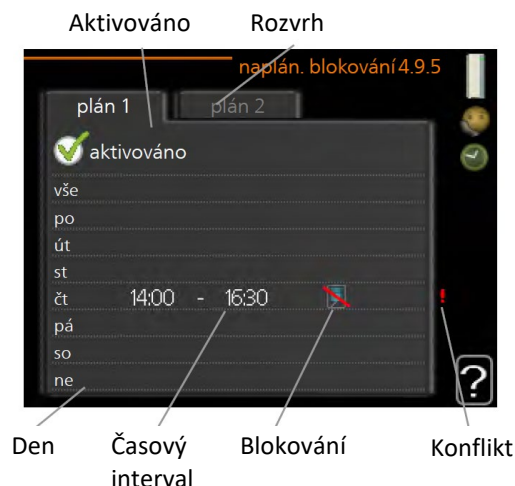 Aktivováno Rozvrh
naplán. blokování 4.9.5
plán 1 plán 2
aktivováno
vše
po
út
st
čt 14:00 - 16:30 !
pá
so
ne
?
Den Časový interval Blokování Konflikt